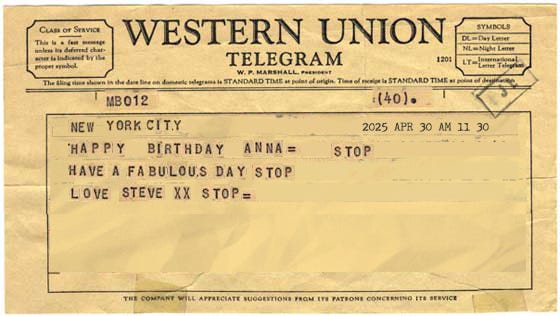 CLASS OF SERVICE
This is a fast message
unless its deferred char-
acter is indicated by the
proper symbol.
WESTERN UNION
TELEGRAM
W. P. MARSHALL, PRESIDENT
1201
SYMBOLS
DL=Day Letter
NL=Night Letter
LT=International
Letter Telegram
The filing time shown in the date line on domestic telegrams is STANDARD TIME at point of origin. Time of receipt is STANDARD TIME at point of destination
MB012 :(40).
NEW YORK CITY 2025 APR 30 AM 11 30
HAPPY BIRTHDAY ANNA= STOP
HAVE A FABULOUS DAY STOP
LOVE STEVE XX STOP=
THE COMPANY WILL APPRECIATE SUGGESTIONS FROM ITS PATRONS CONCERNING ITS SERVICE